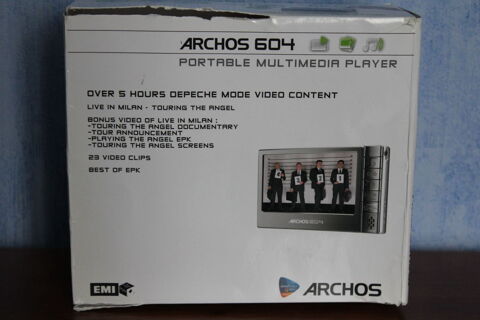 ARCHOS 604
PORTABLE MULTIMEDIA PLAYER
OVER 5 HOURS DEPECHE MODE VIDEO CONTENT
LIVE IN MILAN - TOURING THE ANGEL
BONUS VIDEO OF LIVE IN MILAN :
-TOURING THE ANGEL DOCUMENTARY
-TOUR ANNOUNCEMENT
-PLAYING THE ANGEL EPK
-TOURING THE ANGEL SCREENS
23 VIDEO CLIPS
BEST OF EPK
ARCHOS 604
EMI
ARCHOS